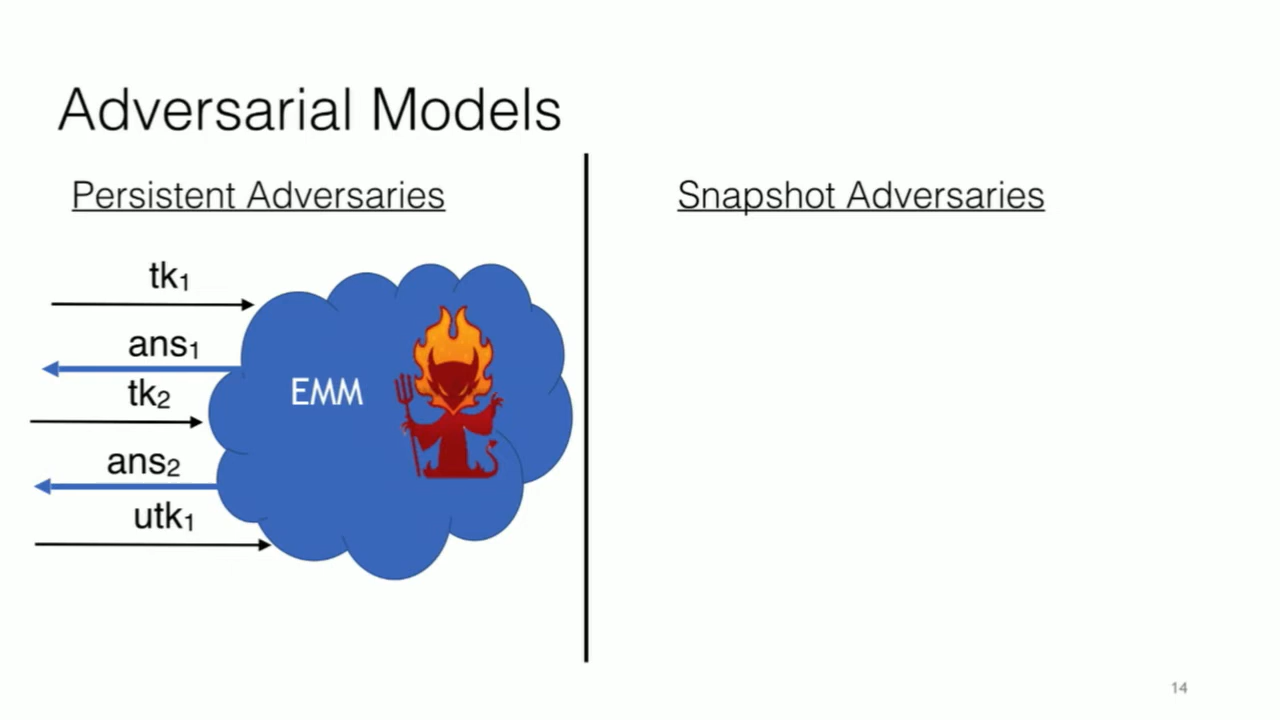 Adversarial Models
Persistent Adversaries
tk1
ans1
tk2
ans2
utk1
EMM
Snapshot Adversaries
14